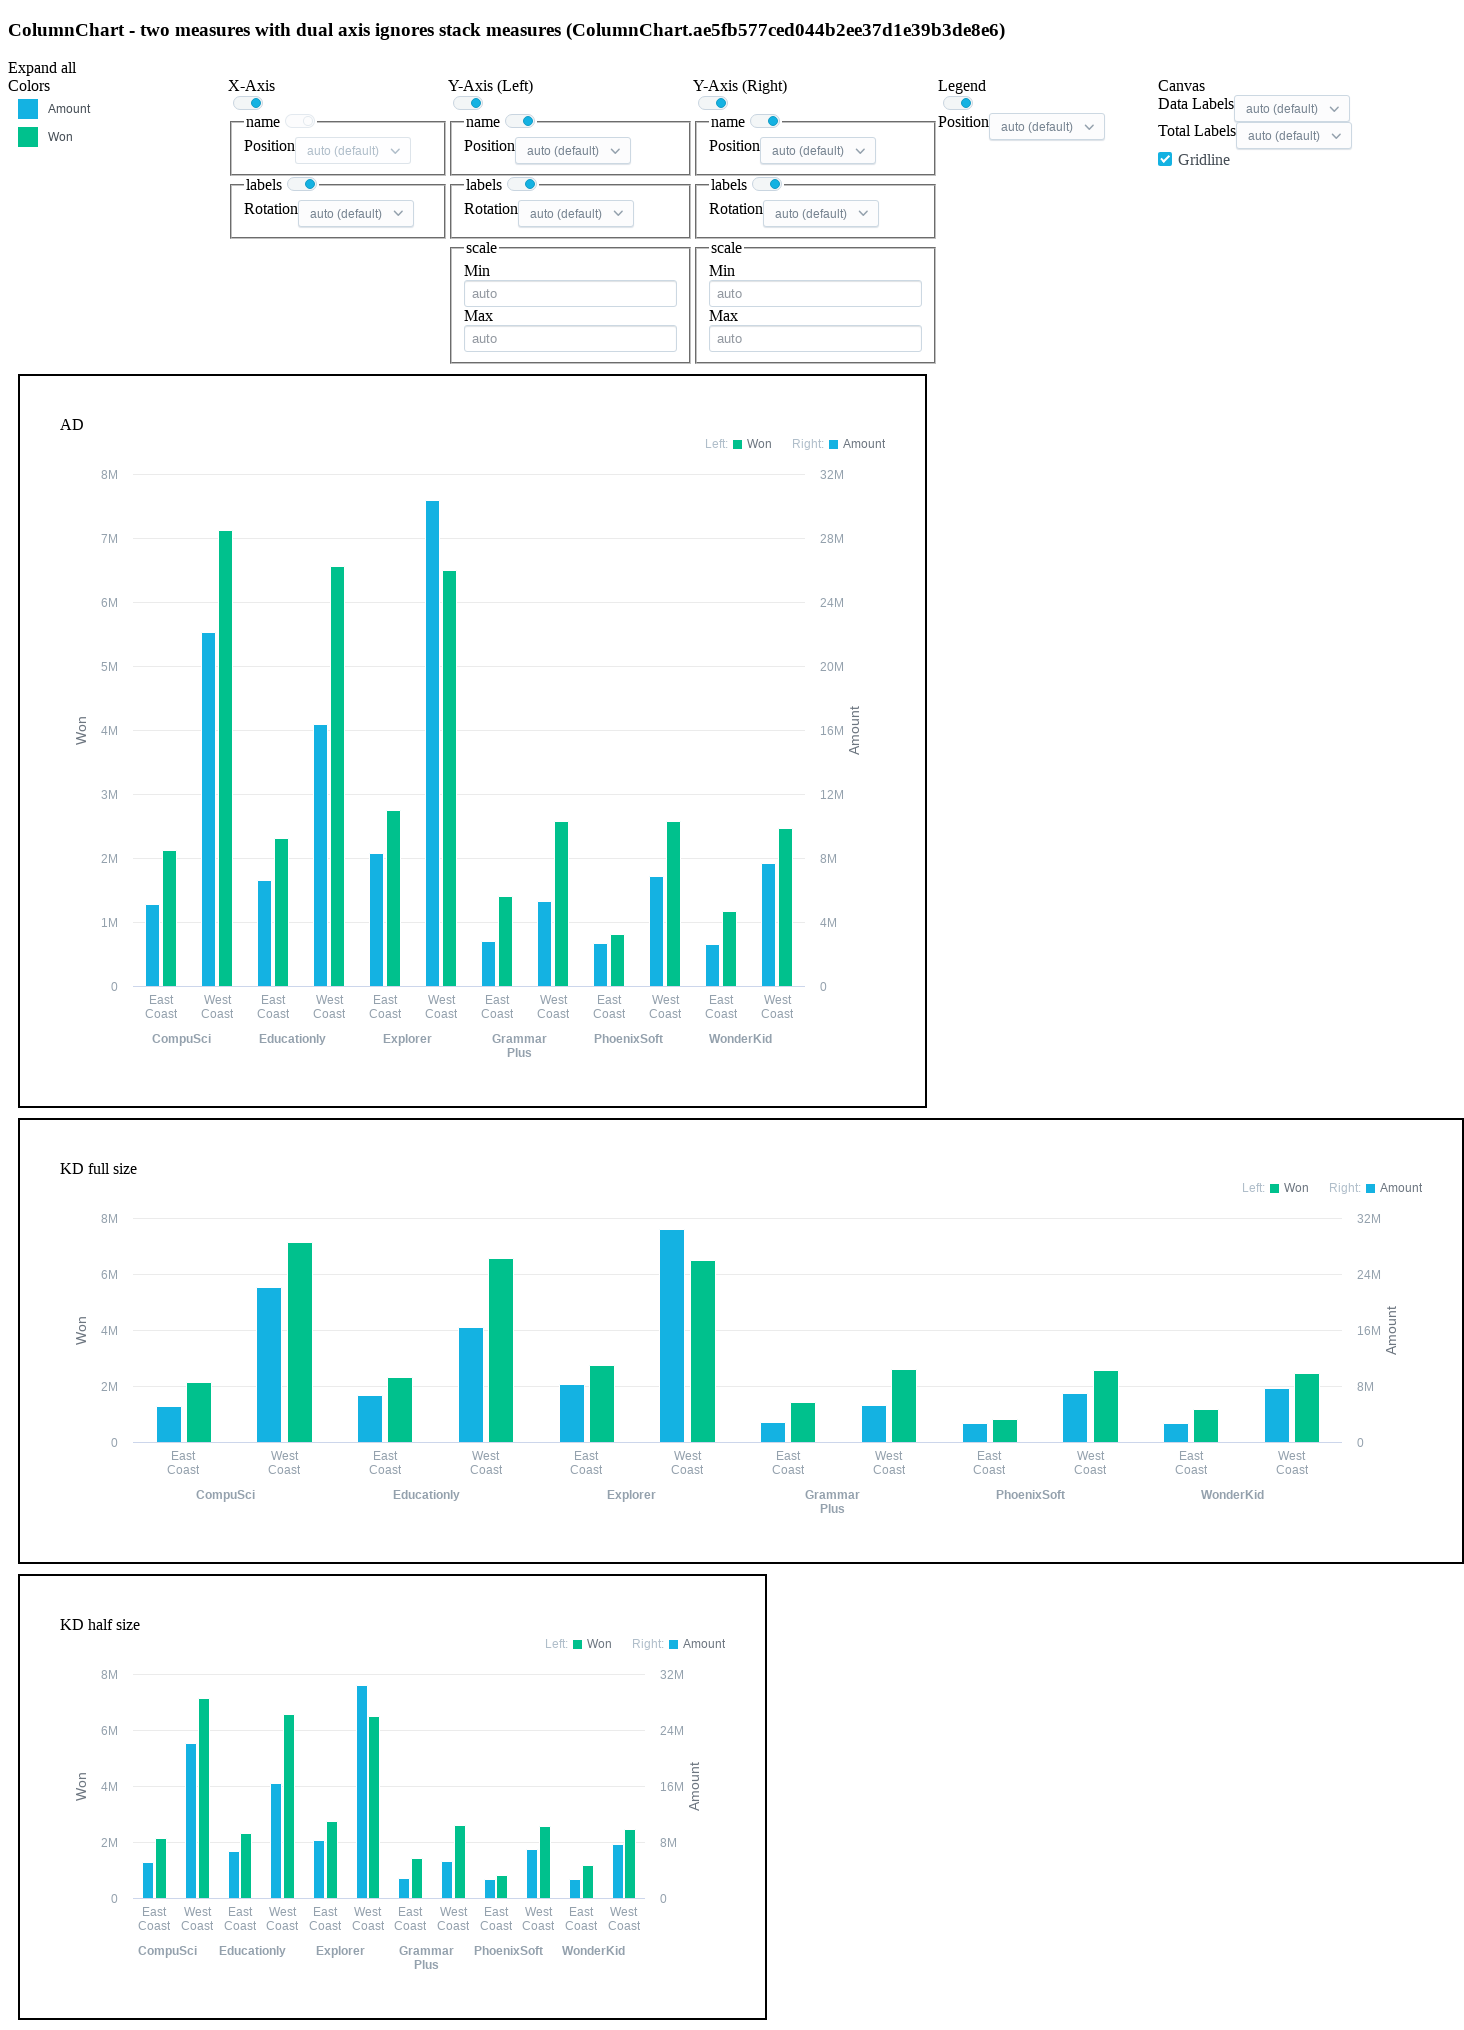 ColumnChart - two measures with dual axis ignores stack measures (ColumnChart.ae5fb577ced044b2ee37d1e39b3de8e6)
Expand all
Colors
Amount
Won
X-Axis
name
Position auto (default)
labels
Rotation auto (default)
Y-Axis (Left)
name
Position auto (default)
labels
Rotation auto (default)
scale
Min
auto
Max
auto
Y-Axis (Right)
name
Position auto (default)
labels
Rotation auto (default)
scale
Min
auto
Max
auto
Legend
Position auto (default)
Canvas
Data Labels auto (default)
Total Labels auto (default)
Gridline
AD
Left: Won Right: Amount
8M 32M
7M 28M
6M 24M
5M 20M
4M 16M
3M 12M
2M 8M
1M 4M
0 0
Won
Amount
East West East West East West East West East West East West
Coast Coast Coast Coast Coast Coast Coast Coast Coast Coast Coast Coast
CompuSci Educationly Explorer Grammar PhoenixSoft WonderKid
Plus
KD full size
Left: Won Right: Amount
8M 32M
6M 24M
4M 16M
2M 8M
0 0
Won
Amount
East West East West East West East West East West East West
Coast Coast Coast Coast Coast Coast Coast Coast Coast Coast Coast Coast
CompuSci Educationly Explorer Grammar PhoenixSoft WonderKid
Plus
KD half size
Left: Won Right: Amount
8M 32M
6M 24M
4M 16M
2M 8M
0 0
Won
Amount
East West East West East West East West East West East West
Coast Coast Coast Coast Coast Coast Coast Coast Coast Coast Coast Coast
CompuSci Educationly Explorer Grammar PhoenixSoft WonderKid
Plus